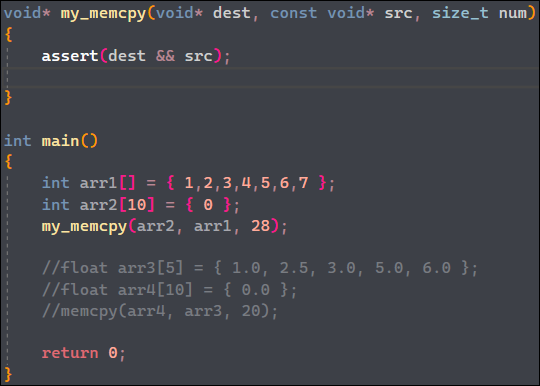 void* my_memcpy(void* dest, const void* src, size_t num)
{
    assert(dest && src);
}
int main()
{
    int arr1[] = { 1,2,3,4,5,6,7 };
    int arr2[10] = { 0 };
    my_memcpy(arr2, arr1, 28);
    //float arr3[5] = { 1.0, 2.5, 3.0, 5.0, 6.0 };
    //float arr4[10] = { 0.0 };
    //memcpy(arr4, arr3, 20);
    return 0;
}